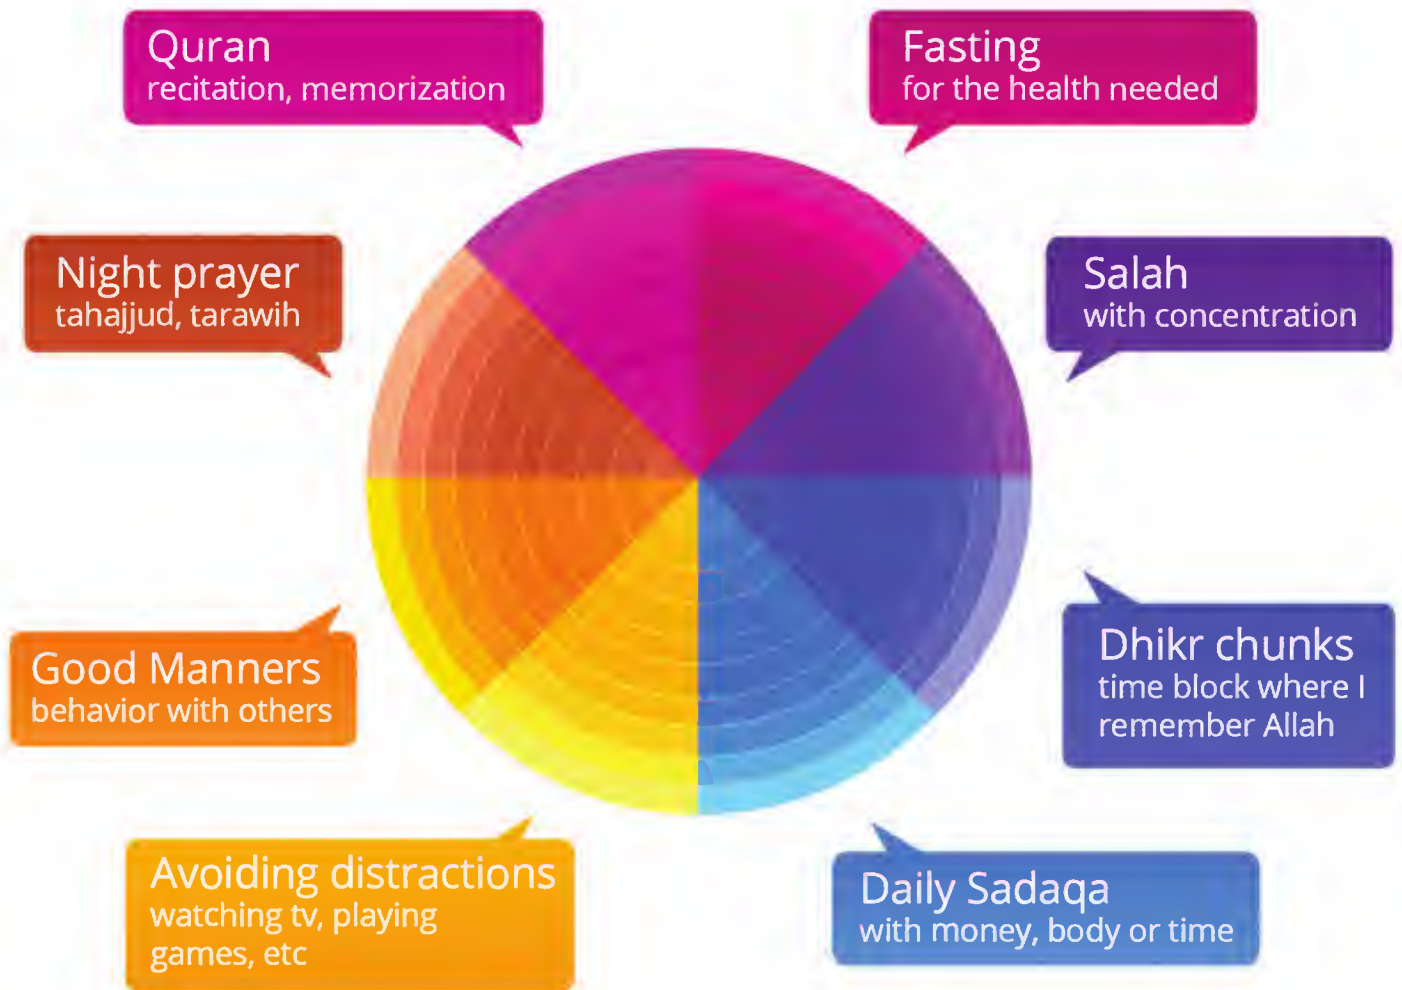 Quran
recitation, memorization
Fasting
for the health needed
Night prayer
tahajjud, tarawih
Salah
with concentration
Good Manners
behavior with others
Dhikr chunks
time block where I
remember Allah
Avoiding distractions
watching tv, playing
games, etc
Daily Sadaqa
with money, body or time